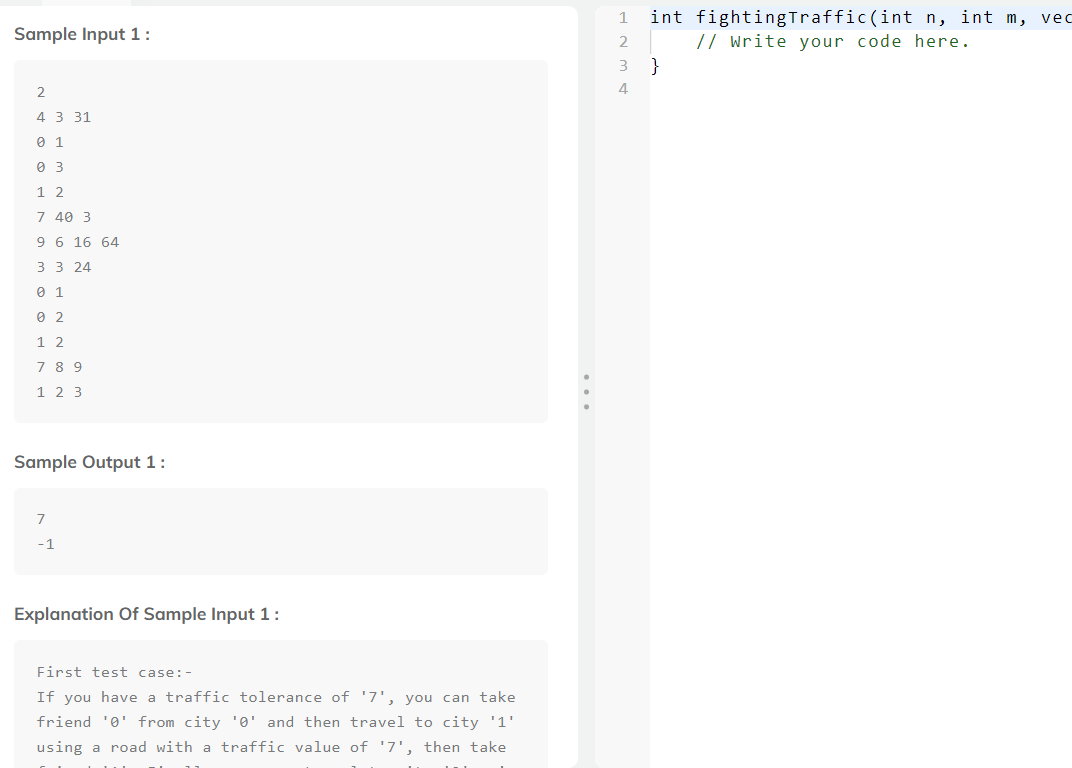 Sample Input 1 :
2
4 3 31
0 1
0 3
1 2
7 40 3
9 6 16 64
3 3 24
0 1
0 2
1 2
7 8 9
1 2 3
Sample Output 1 :
7
-1
Explanation Of Sample Input 1 :
First test case:-
If you have a traffic tolerance of '7', you can take
friend '0' from city '0' and then travel to city '1'
using a road with a traffic value of '7', then take
1 int fightingTraffic(int n, int m, vec
2 // Write your code here.
3 }
4